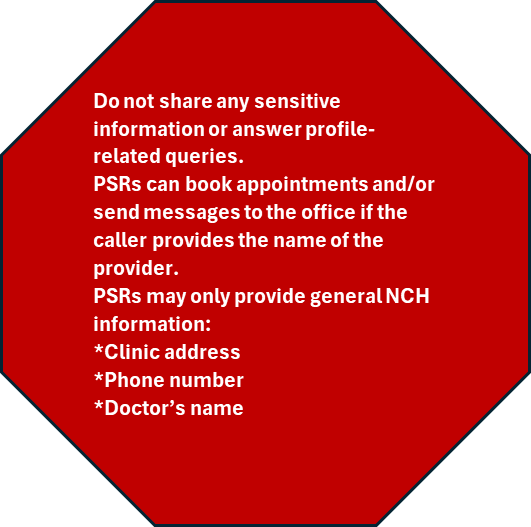 Do not share any sensitive
information or answer profile-
related queries.
PSRs can book appointments and/or
send messages to the office if the
caller provides the name of the
provider.
PSRs may only provide general NCH
information:
*Clinic address
*Phone number
*Doctor’s name